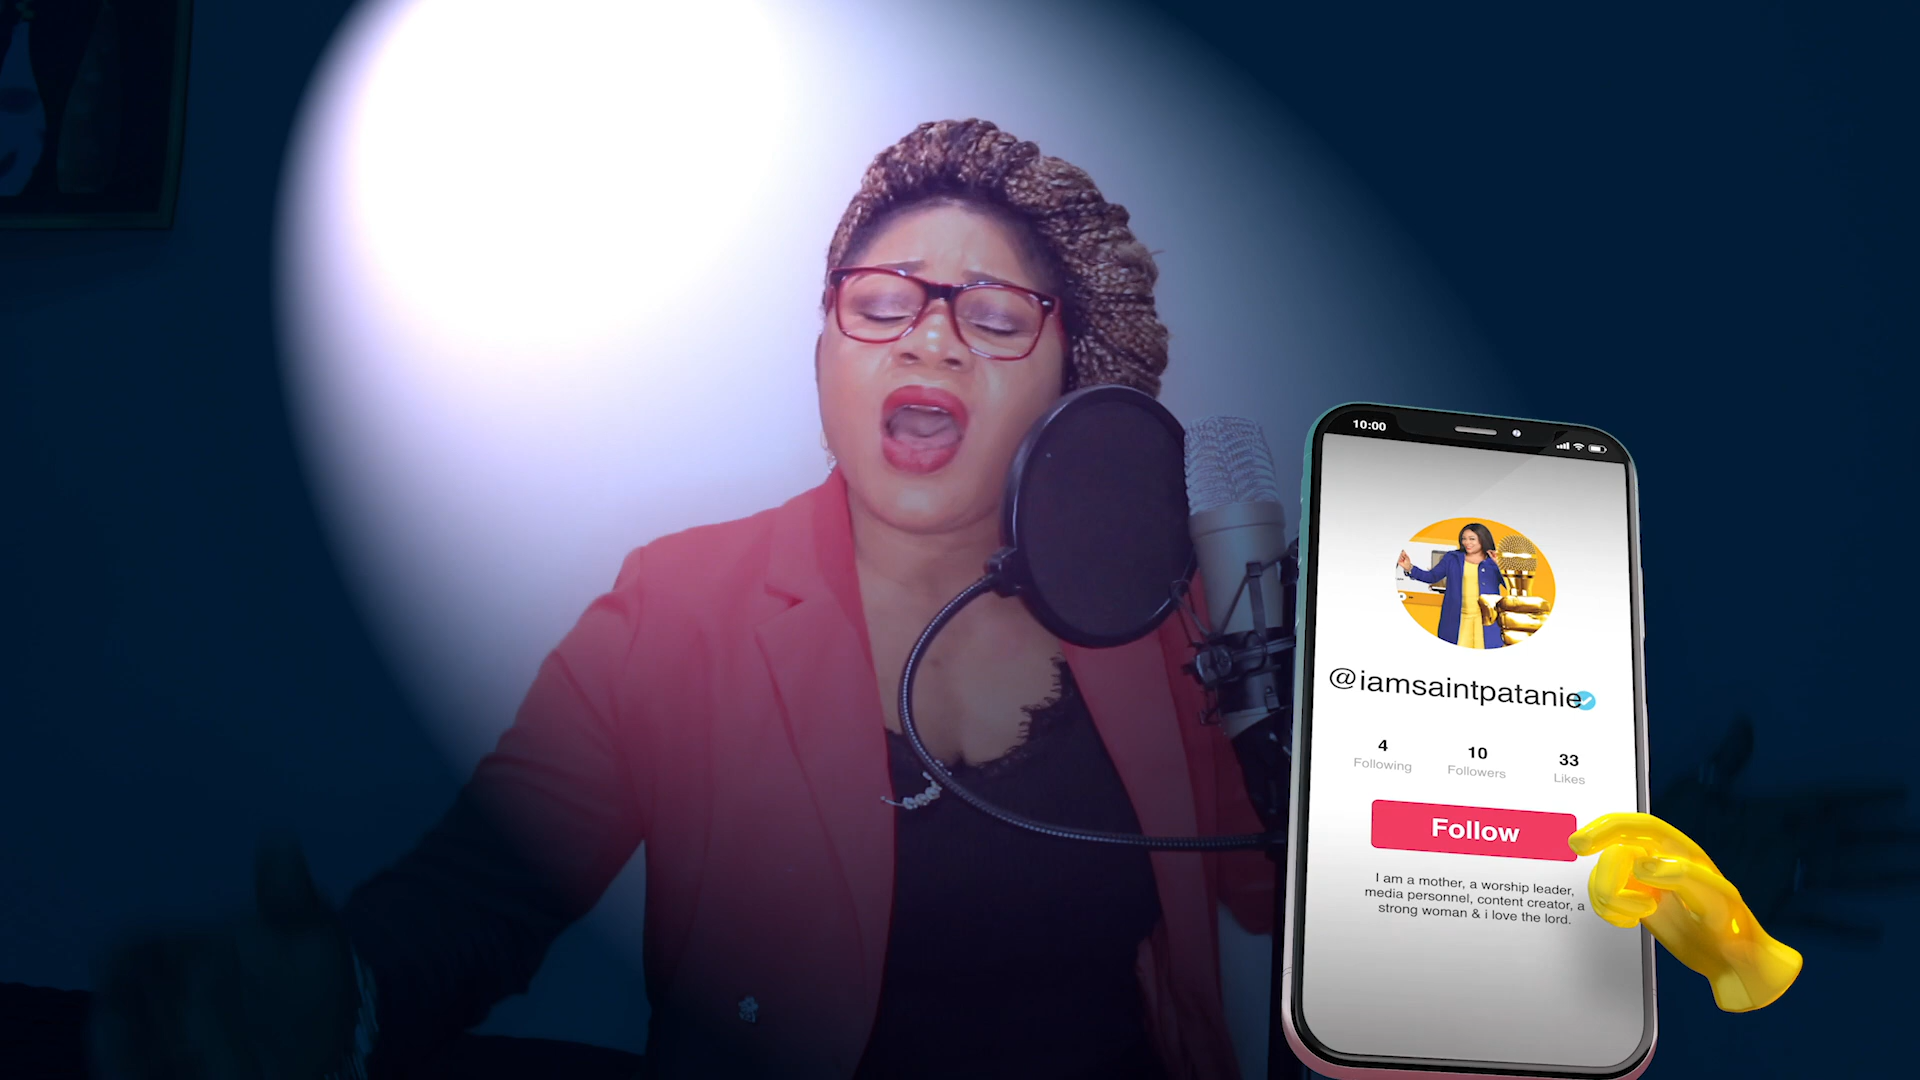 10:00
@iamsaintpatanie
4 10 33
Following Followers Likes
Follow
I am a mother, a worship leader,
media personnel, content creator, a
strong woman & i love the lord.